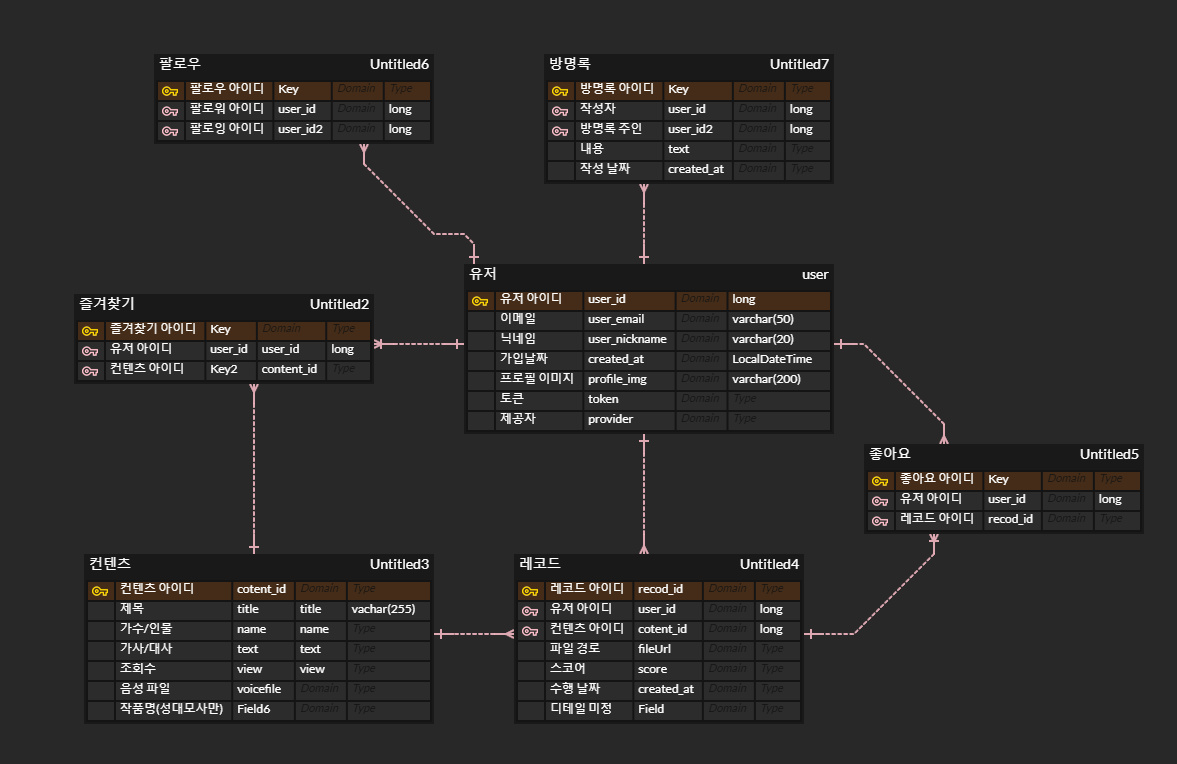 팔로우 Untitled6
팔로우 아이디 Key Domain Type
팔로워 아이디 user_id Domain long
팔로잉 아이디 user_id2 Domain long
방명록 Untitled7
방명록 아이디 Key Domain Type
작성자 user_id Domain long
방명록 주인 user_id2 Domain long
내용 text Domain Type
작성 날짜 created_at Domain Type
유저 user
유저 아이디 user_id Domain long
이메일 user_email Domain varchar(50)
닉네임 user_nickname Domain varchar(20)
가입날짜 created_at Domain LocalDateTime
프로필 이미지 profile_img Domain varchar(200)
토큰 token Domain Type
제공자 provider Domain Type
즐겨찾기 Untitled2
즐겨찾기 아이디 Key Domain Type
유저 아이디 user_id user_id long
컨텐츠 아이디 Key2 content_id Type
좋아요 Untitled5
좋아요 아이디 Key Domain Type
유저 아이디 user_id Domain long
레코드 아이디 recod_id Domain Type
컨텐츠 Untitled3
컨텐츠 아이디 cotent_id Domain Type
제목 title title vachar(255)
가수/인물 name name Type
가사/대사 text text Type
조회수 view view Type
음성 파일 voicefile Domain Type
작품명(성대모사만) Field6 Domain Type
레코드 Untitled4
레코드 아이디 recod_id Domain Type
유저 아이디 user_id Domain long
컨텐츠 아이디 cotent_id Domain long
파일 경로 fileUrl Domain Type
스코어 score Domain Type
수행 날짜 created_at Domain Type
디테일 미정 Field Domain Type